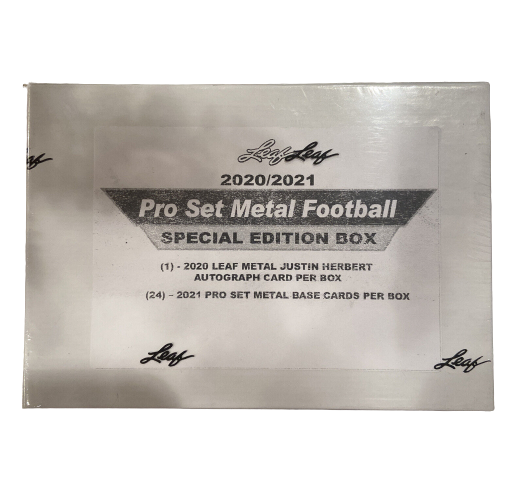 Leaf Leaf
Leaf
2020/2021
Pro Set Metal Football
SPECIAL EDITION BOX
(1) - 2020 LEAF METAL JUSTIN HERBERT
AUTOGRAPH CARD PER BOX
(24) – 2021 PRO SET METAL BASE CARDS PER BOX
Leaf
Leaf